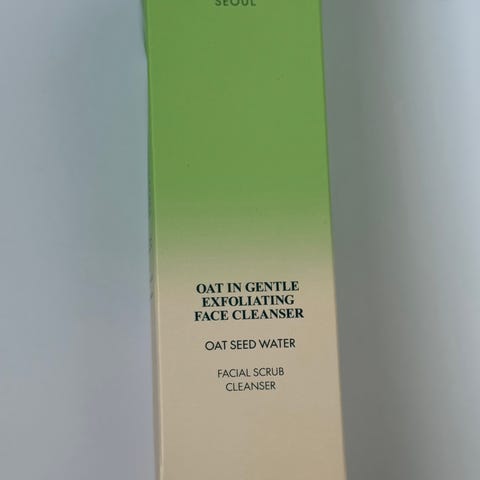 SEOUL
OAT IN GENTLE
EXFOLIATING
FACE CLEANSER
OAT SEED WATER
FACIAL SCRUB
CLEANSER